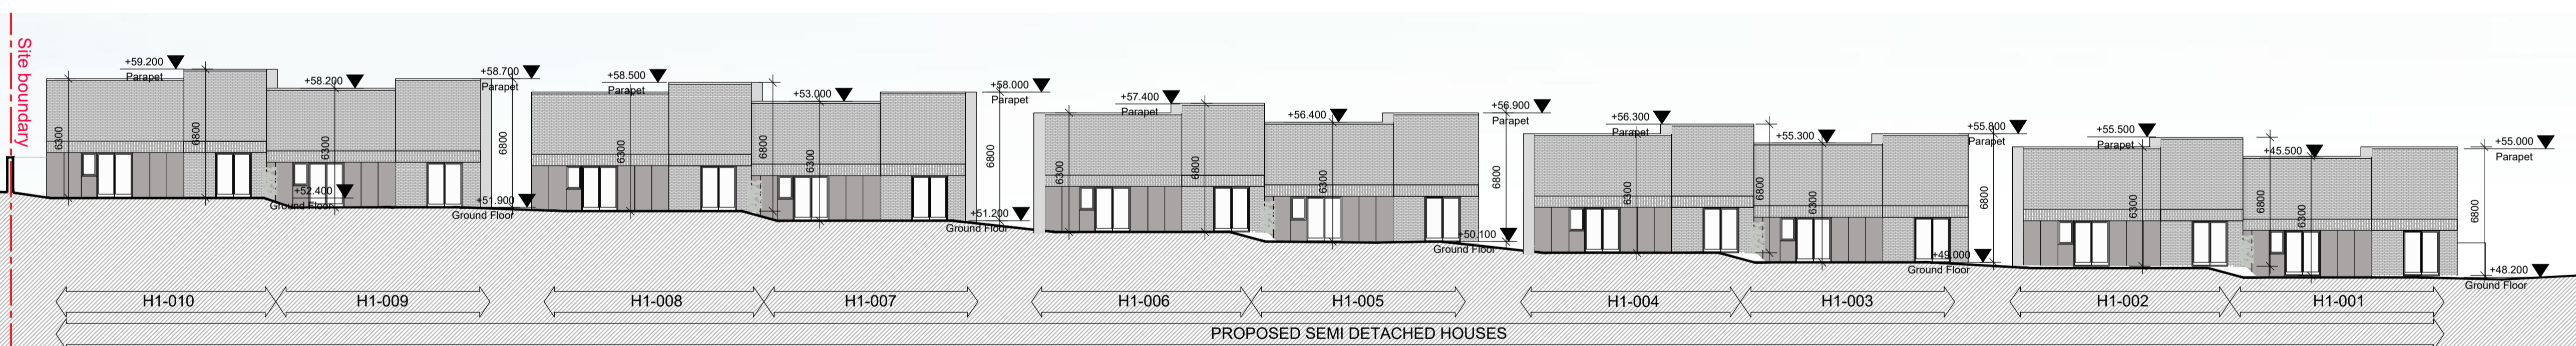 Site boundary
+59.200
Parapet
+58.200
+58.700
Parapet
6300
6800
6300
6800
+52.400
Ground Floor
+51.900
Ground Floor
+58.500
Parapet
+53.000
+58.000
Parapet
6300
6800
6300
6800
+51.200
Ground Floor
+57.400
Parapet
+56.400
+56.900
Parapet
6300
6800
6300
6800
+50.100
Ground Floor
+56.300
Parapet
+55.300
+55.800
Parapet
6300
6800
6300
6800
+49.000
Ground Floor
+55.500
Parapet
+45.500
+55.000
Parapet
6300
6800
6300
6800
+48.200
Ground Floor
H1-010
H1-009
H1-008
H1-007
H1-006
H1-005
H1-004
H1-003
H1-002
H1-001
PROPOSED SEMI DETACHED HOUSES